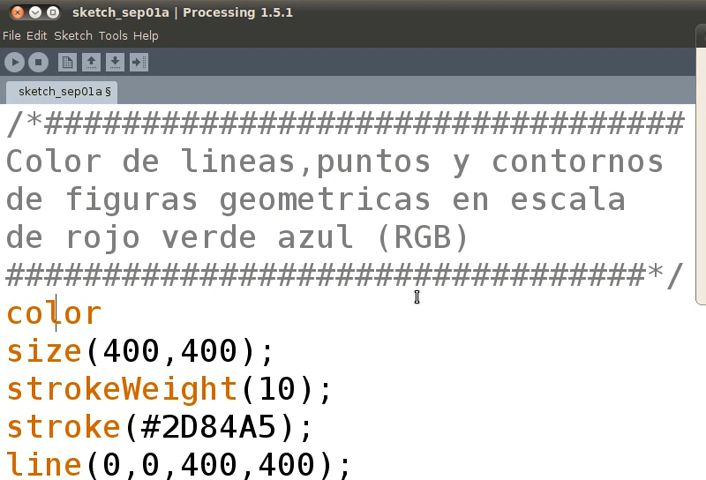 sketch_sep01a | Processing 1.5.1
File Edit Sketch Tools Help
sketch_sep01a §
/*#################################
Color de lineas,puntos y contornos
de figuras geometricas en escala
de rojo verde azul (RGB)
#################################*/
color
size(400,400);
strokeWeight(10);
stroke(#2D84A5);
line(0,0,400,400);